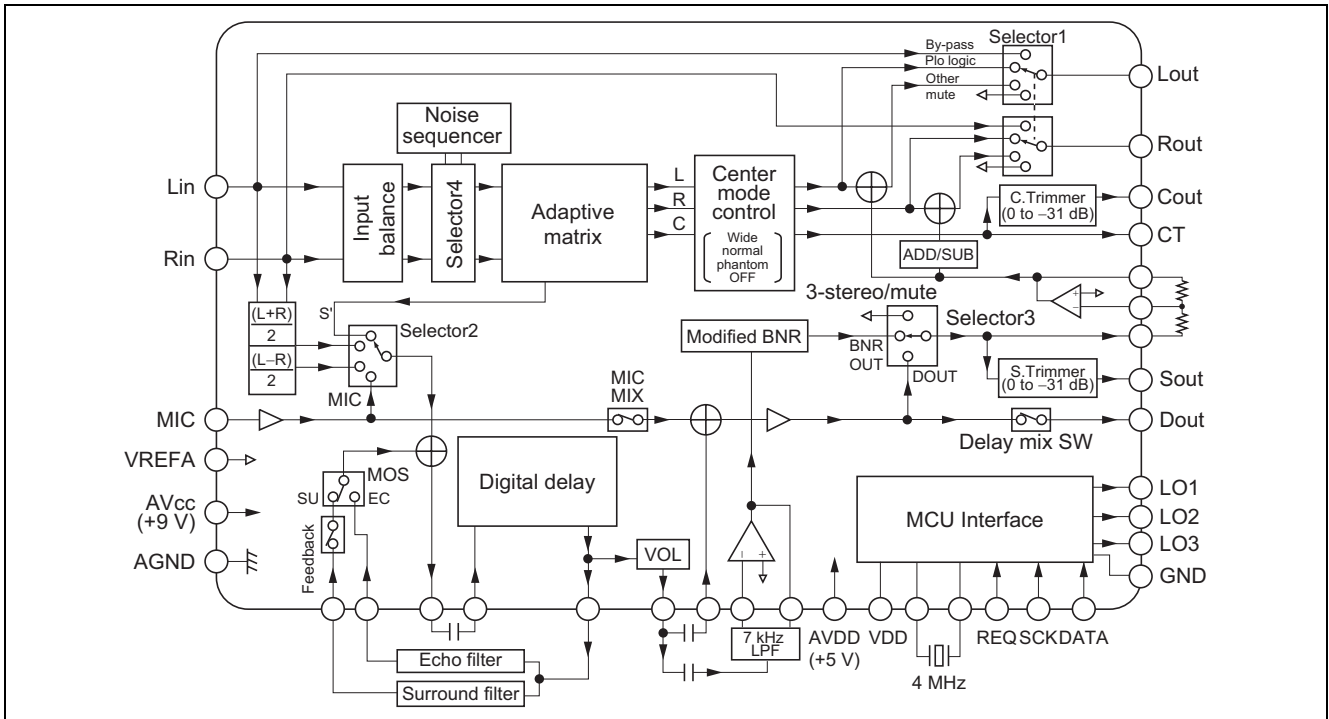 Selector1
By-pass
Plo logic
Other
mute
Lout
Rout
Noise
sequencer
Lin
Rin
Input
balance
Selector4
Adaptive
matrix
L
R
C
Center
mode
control
Wide
normal
phantom
OFF
C.Trimmer
(0 to −31 dB)
Cout
CT
ADD/SUB
+
−
3-stereo/mute
Selector3
S'
(L+R)
2
(L−R)
2
Selector2
MIC
Modified BNR
BNR
OUT
DOUT
S.Trimmer
(0 to −31 dB)
Sout
MIC
MIC
MIX
Dout
Delay mix SW
VREFA
MOS
SU
EC
Digital delay
AVcc
(+9 V)
MCU Interface
LO1
LO2
LO3
GND
AGND
Feedback
VOL
−
+
7 kHz
LPF
AVDD
(+5 V)
VDD
REQ
SCK
DATA
4 MHz
Echo filter
Surround filter